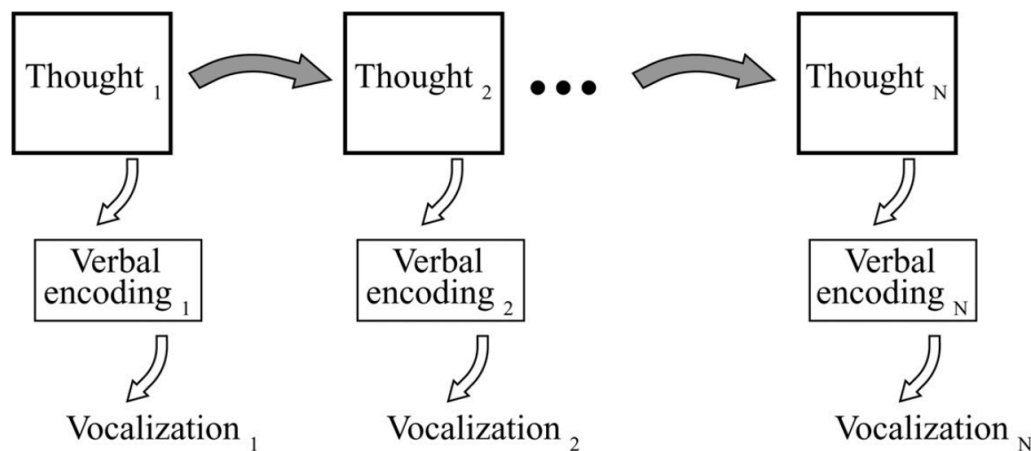 Thought 1
Thought 2
Thought N
Verbal
encoding 1
Verbal
encoding 2
Verbal
encoding N
Vocalization 1
Vocalization 2
Vocalization N